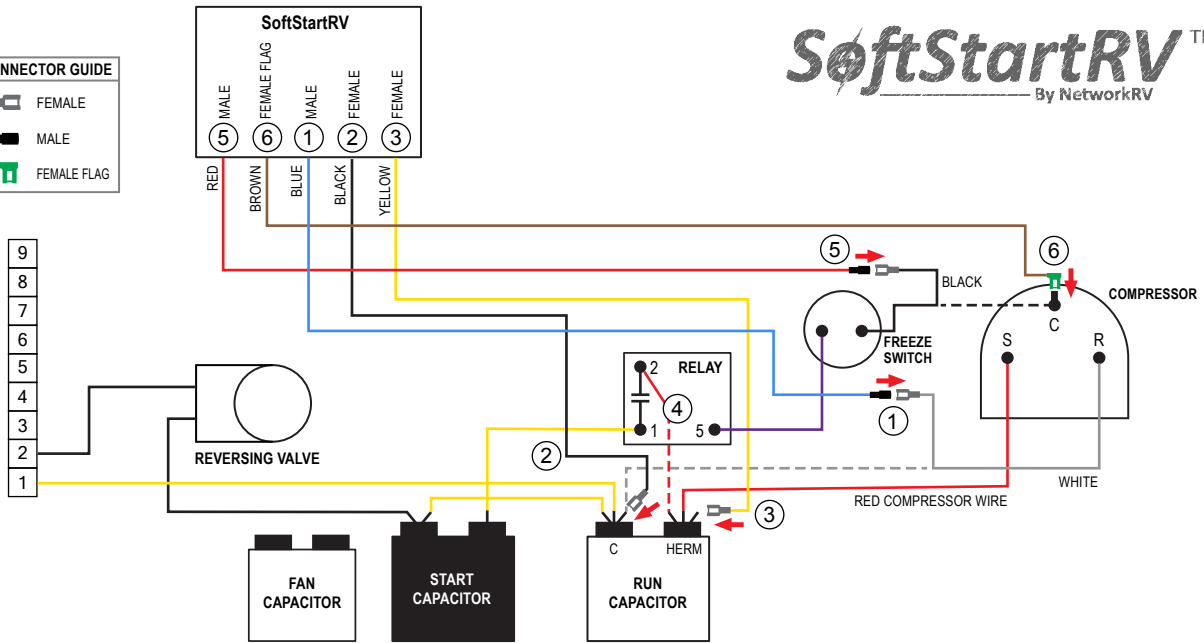 SoftStartRV
SoftStartRV
By NetworkRV
NNECTOR GUIDE
FEMALE
MALE
FEMALE FLAG
MALE
FEMALE FLAG
MALE
FEMALE
FEMALE
5
6
1
2
3
RED
BROWN
BLUE
BLACK
YELLOW
9
8
7
6
5
4
3
2
1
5
6
BLACK
COMPRESSOR
C
S
R
FREEZE
SWITCH
REVERSING VALVE
2
RELAY
4
1
5
1
2
WHITE
RED COMPRESSOR WIRE
3
C
HERM
FAN
CAPACITOR
START
CAPACITOR
RUN
CAPACITOR